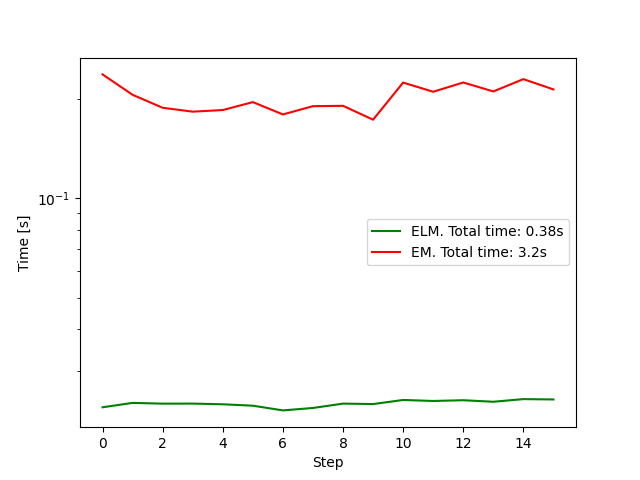 Time [s]
10⁻¹
ELM. Total time: 0.38s
EM. Total time: 3.2s
0 2 4 6 8 10 12 14
Step